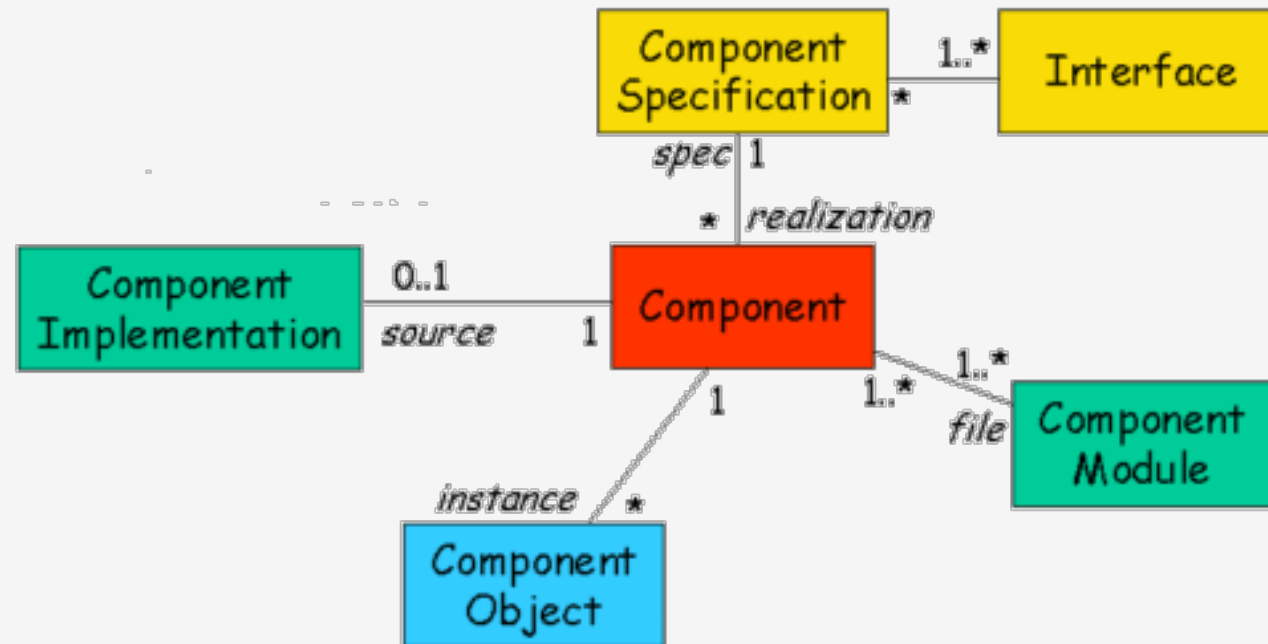 Component
Specification
1..*
*
Interface
spec 1
* realization
Component
Implementation
0..1
source
1
Component
1..*
1..*
file
Component
Module
1
instance
*
Component
Object